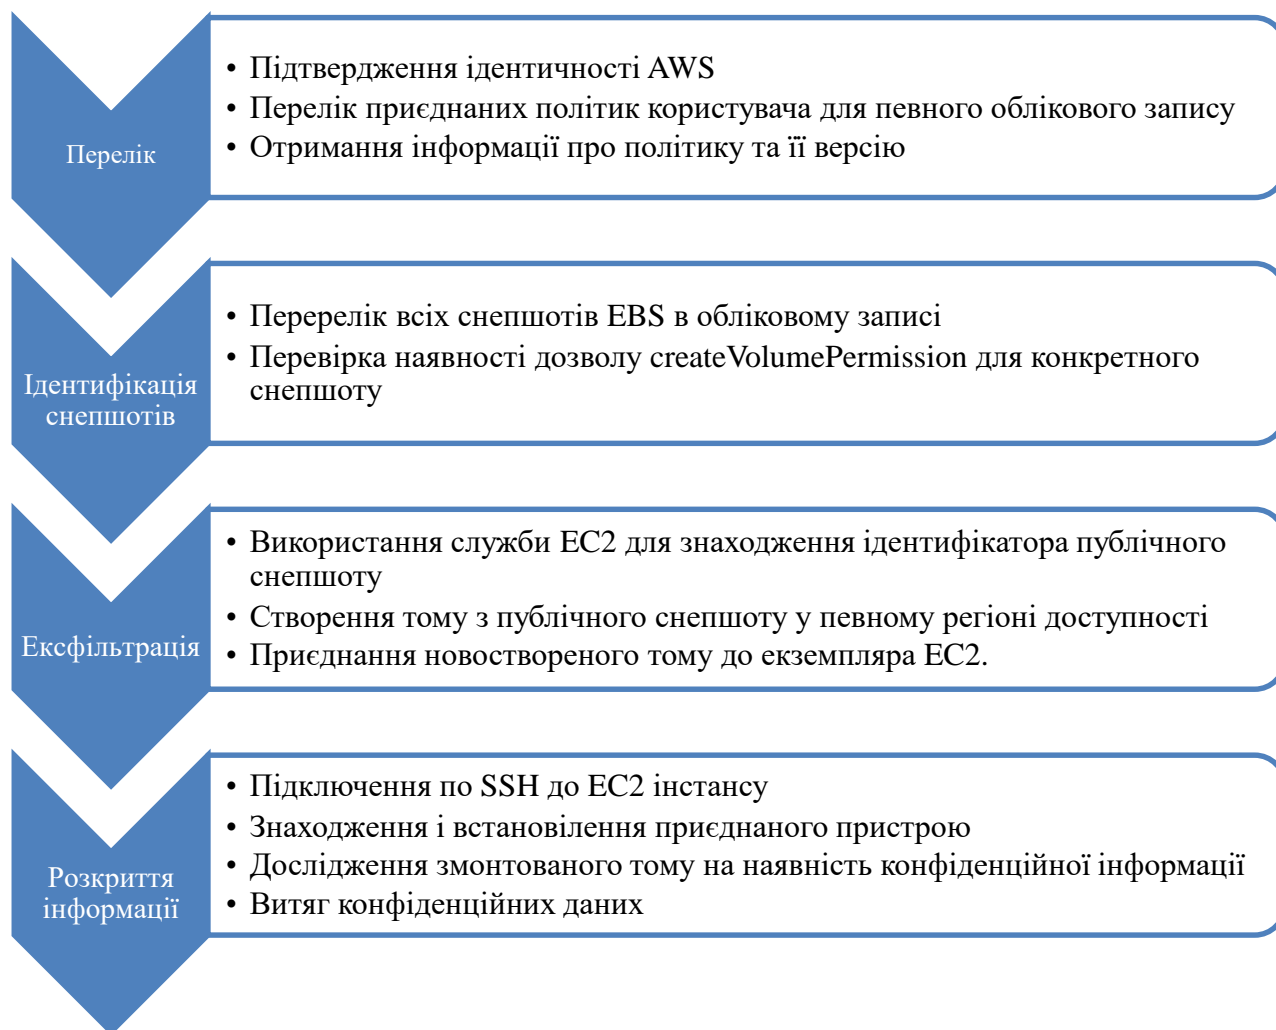 Перелік
• Підтвердження ідентичності AWS
• Перелік приєднаних політик користувача для певного облікового запису
• Отримання інформації про політику та її версію
Ідентифікація
снепшотів
• Перерелік всіх снепшотів EBS в обліковому записі
• Перевірка наявності дозволу createVolumePermission для конкретного
снепшоту
Ексфільтрація
• Використання служби EC2 для знаходження ідентифікатора публічного
снепшоту
• Створення тому з публічного снепшоту у певному регіоні доступності
• Приєднання новоствореного тому до екземпляра EC2.
Розкриття
інформації
• Підключення по SSH до EC2 інстансу
• Знаходження і встановілення приєднаного пристрою
• Дослідження змонтованого тому на наявність конфіденційної інформації
• Витяг конфіденційних даних